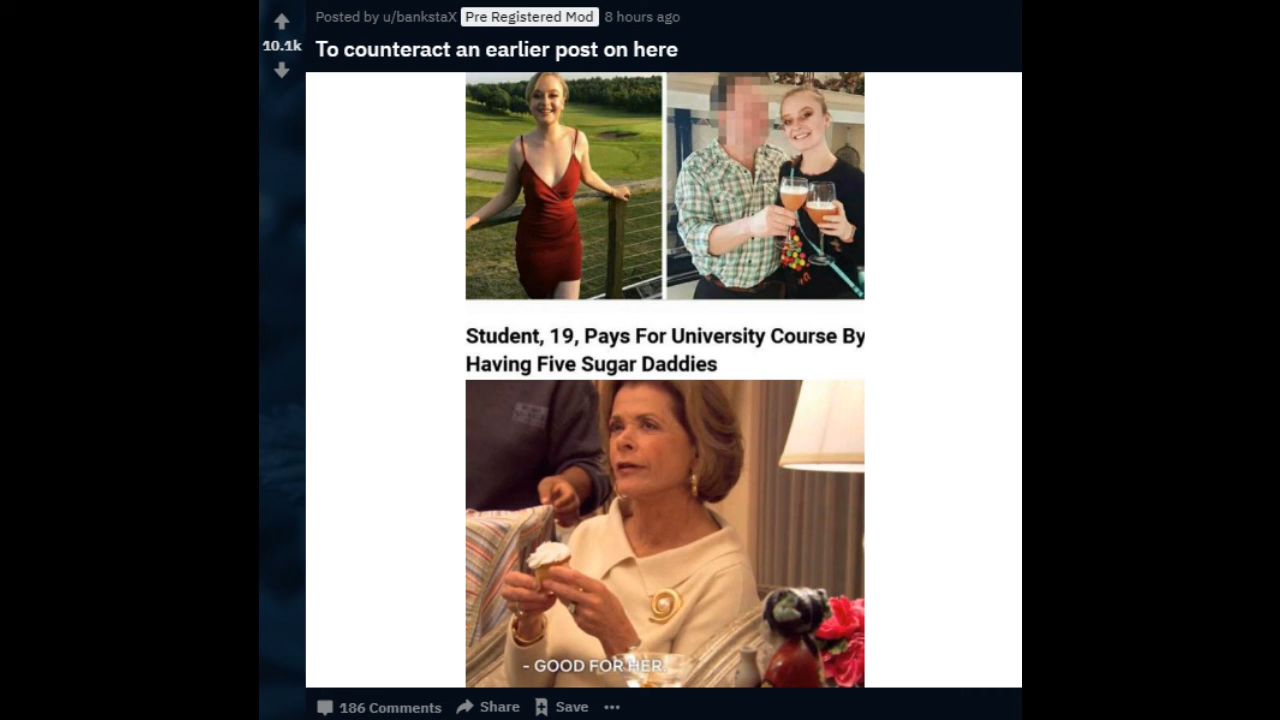 Posted by u/bankstaX Pre Registered Mod 8 hours ago
10.1k
To counteract an earlier post on here
Student, 19, Pays For University Course By
Having Five Sugar Daddies
- GOOD FOR HER.
186 Comments Share Save